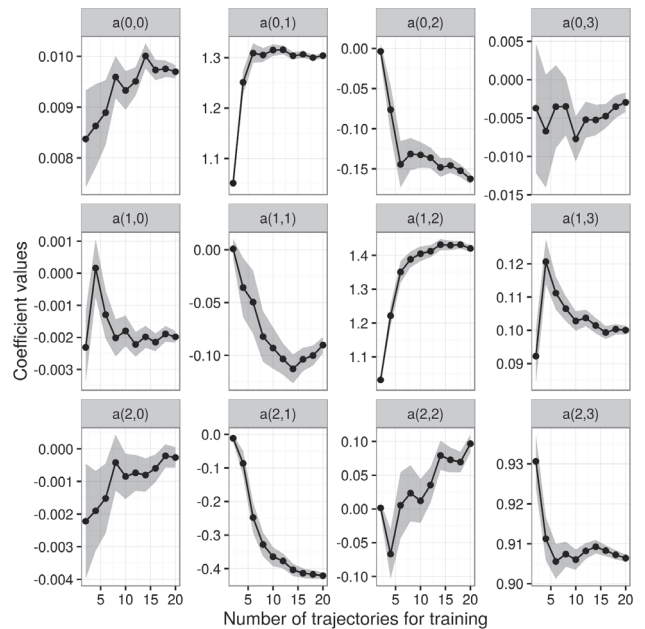 a(0,0) a(0,1) a(0,2) a(0,3)
0.010 0.009 0.008
1.3 1.2 1.1
0.00 -0.05 -0.10 -0.15
0.005 0.000 -0.005 -0.010 -0.015
a(1,0) a(1,1) a(1,2) a(1,3)
0.001 0.000 -0.001 -0.002 -0.003
0.00 -0.05 -0.10
1.4 1.3 1.2 1.1
0.12 0.11 0.10 0.09
Coefficient values
a(2,0) a(2,1) a(2,2) a(2,3)
0.000 -0.001 -0.002 -0.003 -0.004
0.0 -0.1 -0.2 -0.3 -0.4
0.10 0.05 0.00 -0.05 -0.10
0.93 0.92 0.91 0.90
5 10 15 20 5 10 15 20 5 10 15 20 5 10 15 20
Number of trajectories for training